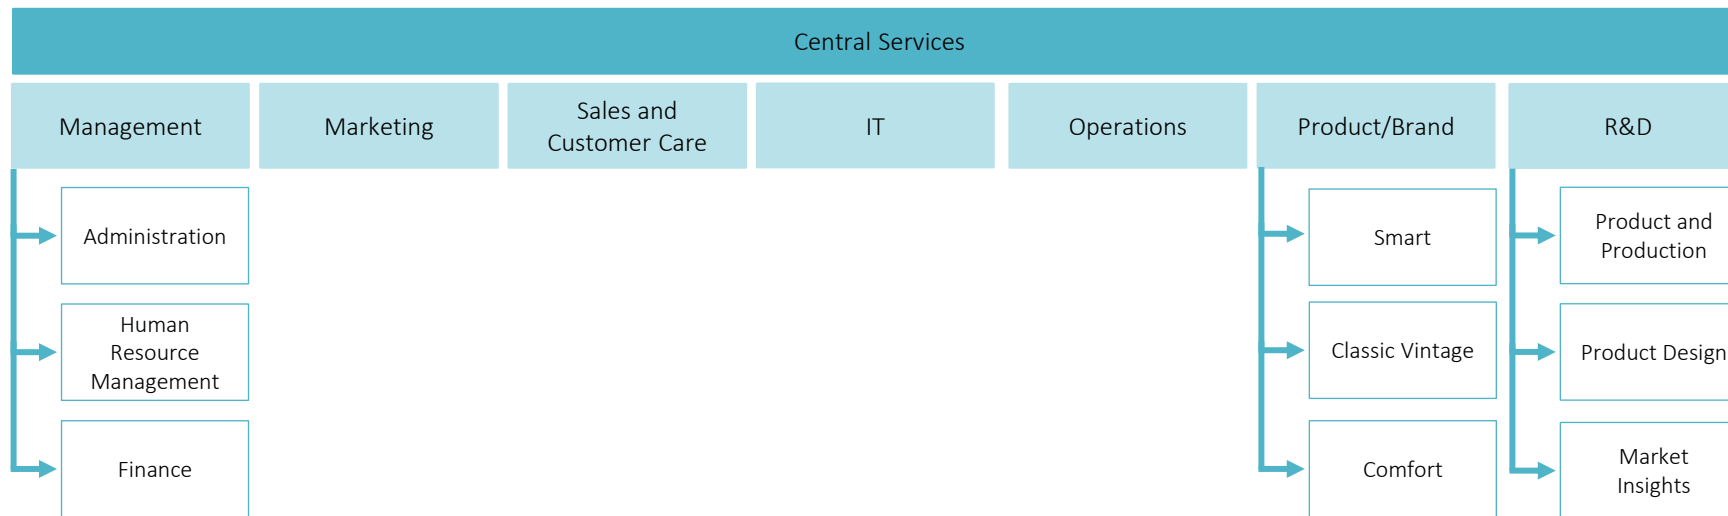 Central Services
Management
Marketing
Sales and
Customer Care
IT
Operations
Product/Brand
R&D
Administration
Human
Resource
Management
Finance
Smart
Classic Vintage
Comfort
Product and
Production
Product Design
Market
Insights